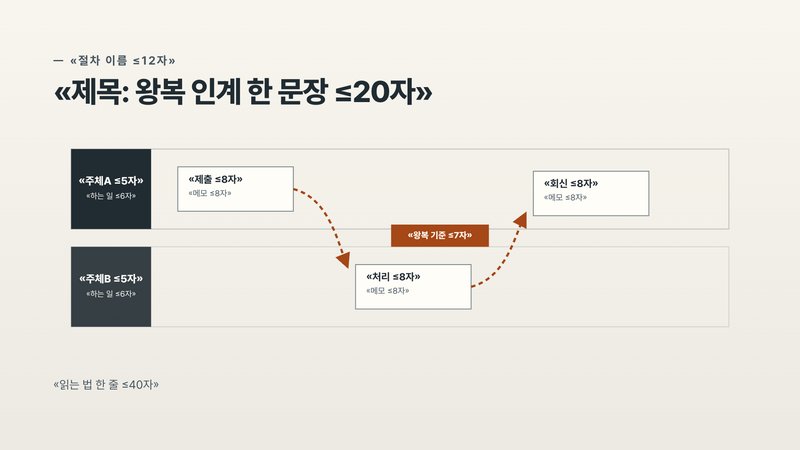 — «절차 이름 ≤12자»
«제목: 왕복 인계 한 문장 ≤20자»
«주체A ≤5자»
«하는 일 ≤6자»
«제출 ≤8자»
«메모 ≤8자»
«회신 ≤8자»
«메모 ≤8자»
«왕복 기준 ≤7자»
«주체B ≤5자»
«하는 일 ≤6자»
«처리 ≤8자»
«메모 ≤8자»
«읽는 법 한 줄 ≤40자»